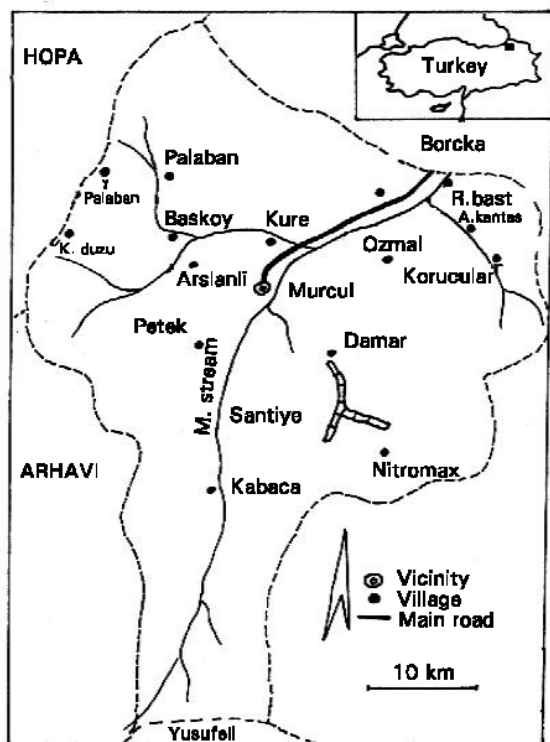 HOPA
Turkey
Borcka
Palaban
Palaban
R.bast
A.kantas
Baskoy
Kure
K. duzu
Ozmal
Arslanlī
Korucular
Murcul
Petek
Damar
M. stream
Santiye
ARHAVI
Nitromax
Kabaca
Vicinity
Village
Main road
10 km
Yusufeli